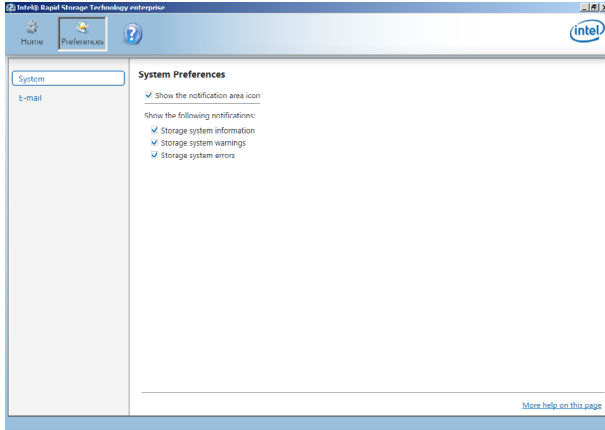 Intel® Rapid Storage Technology enterprise
Home
Preferences
?
intel
System
E-mail
System Preferences
Show the notification area icon
Show the following notifications:
Storage system information
Storage system warnings
Storage system errors
More help on this page